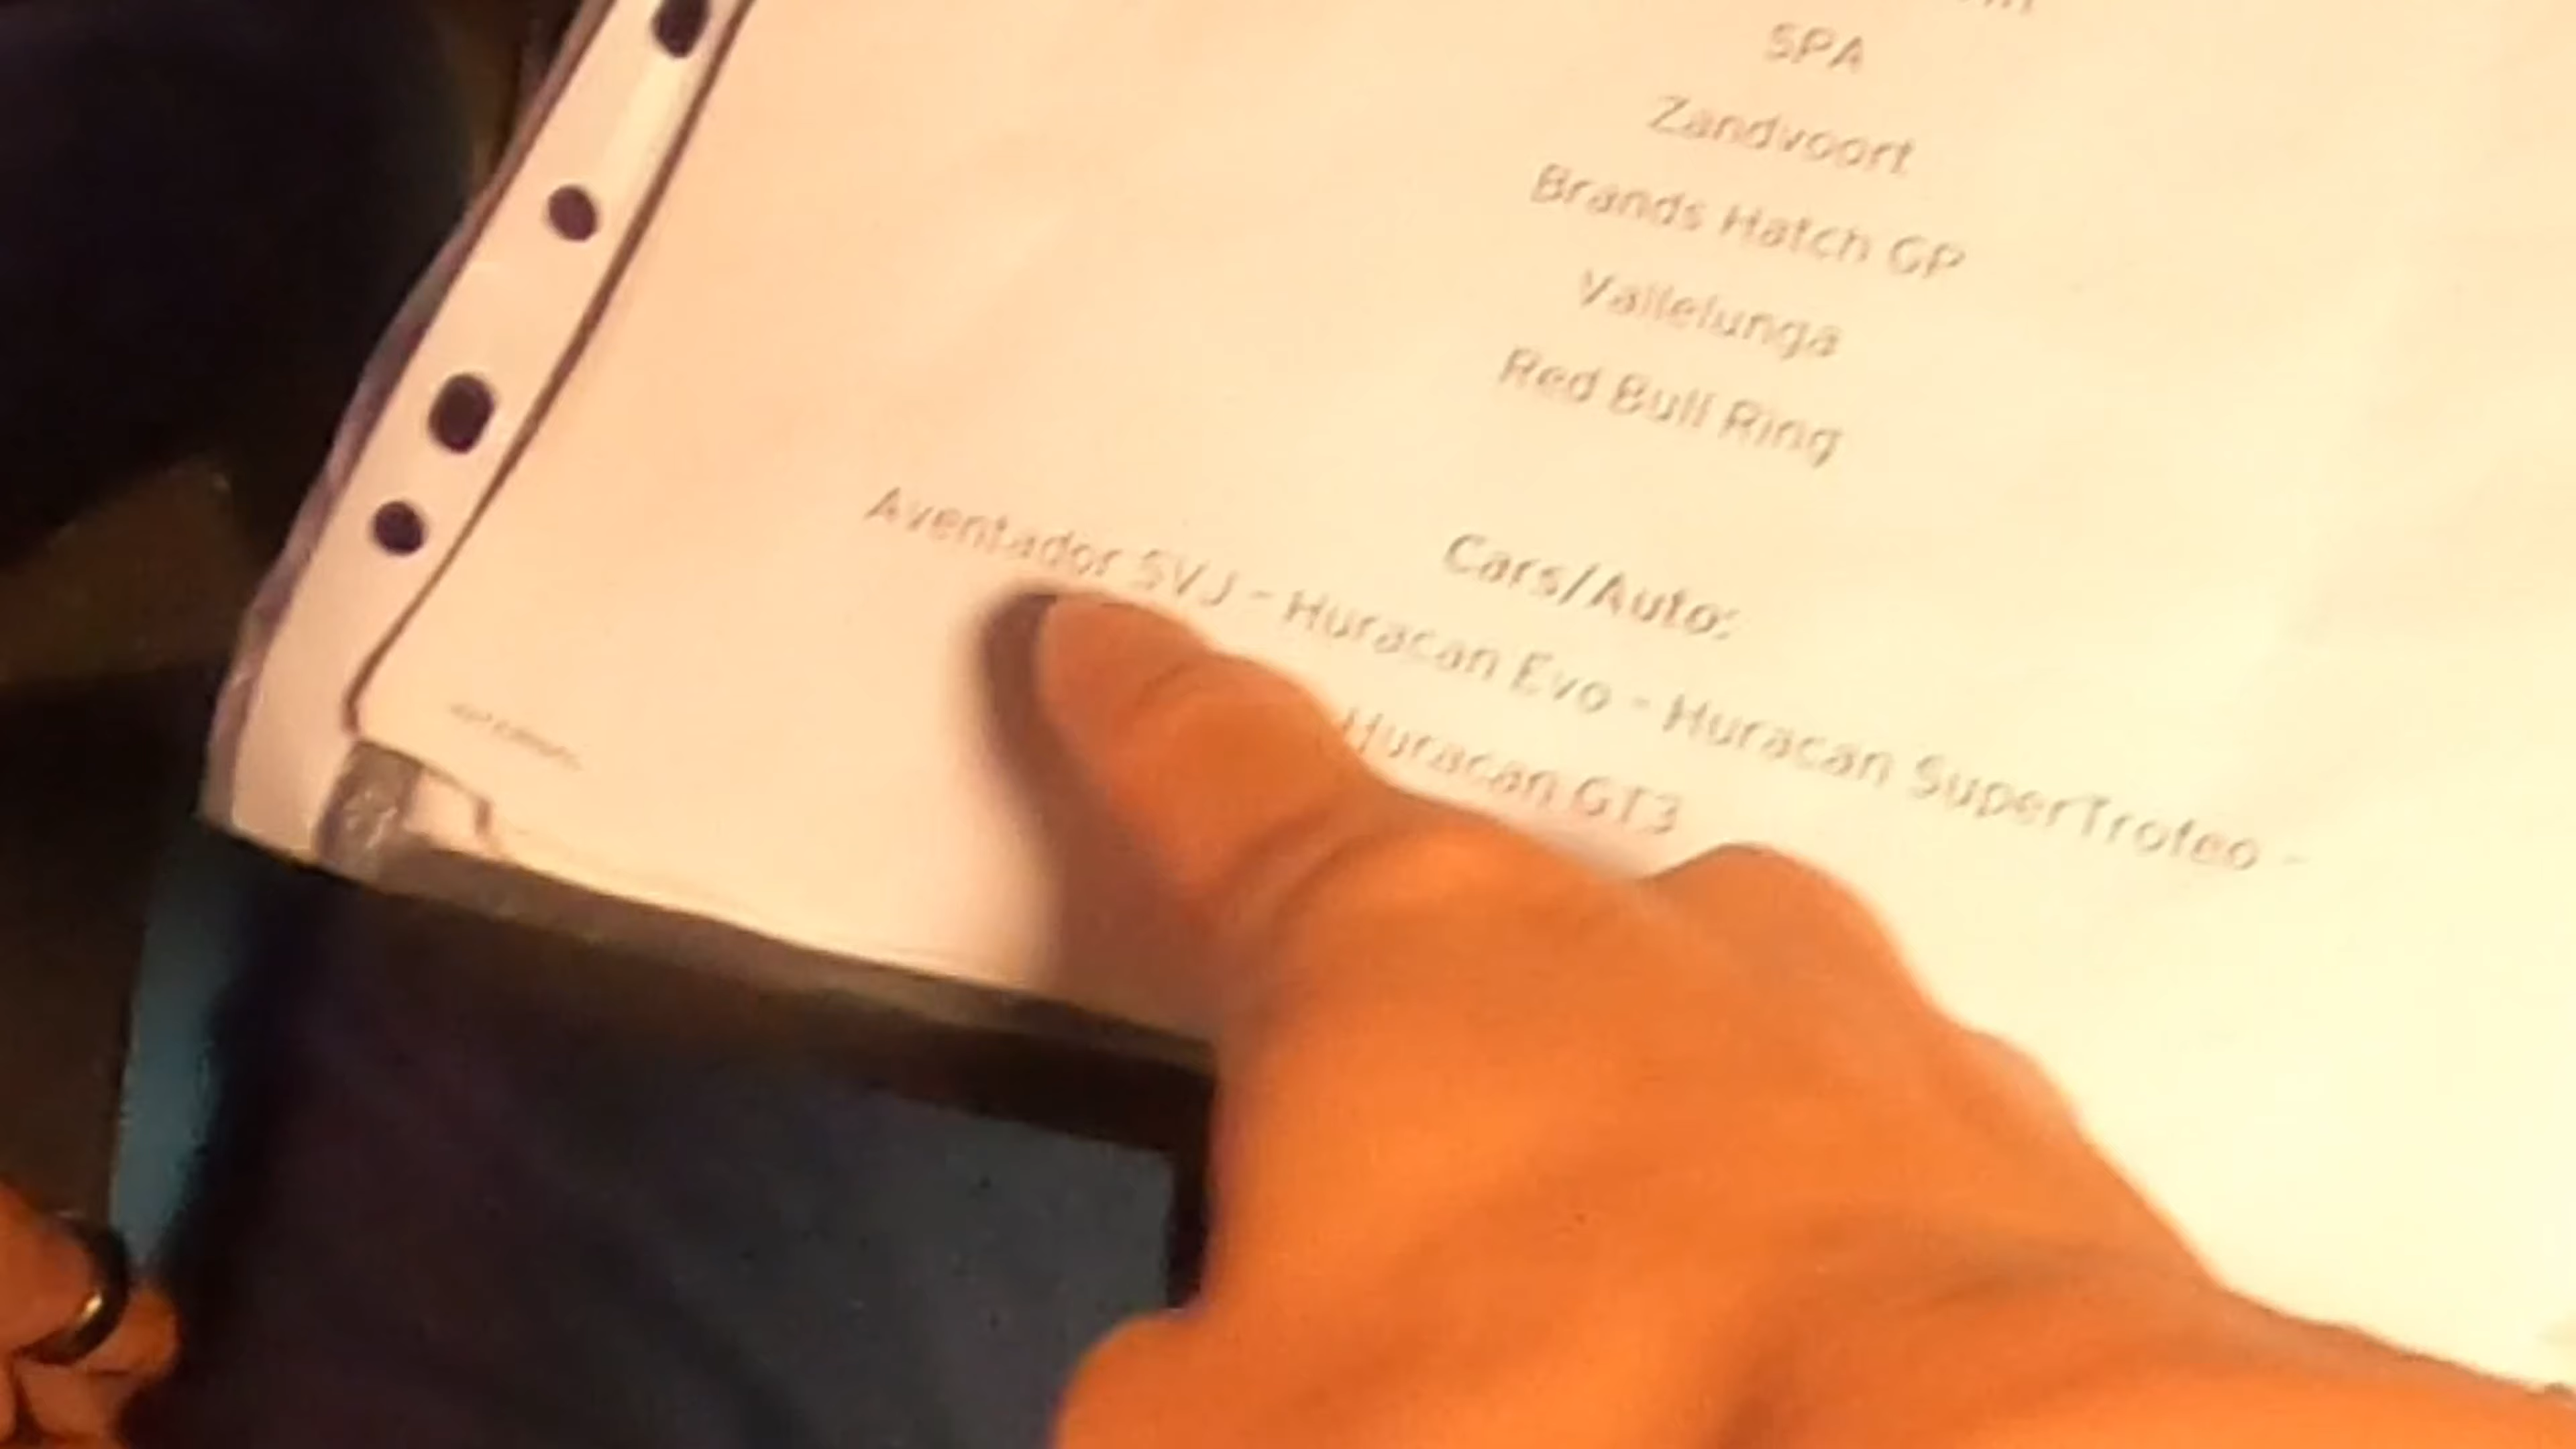 SPA
Zandvoort
Brands Hatch GP
Vallelunga
Red Bull Ring
Cars/Auto:
Aventador SVJ - Huracan Evo - Huracan SuperTrofeo -
Huracan GT3